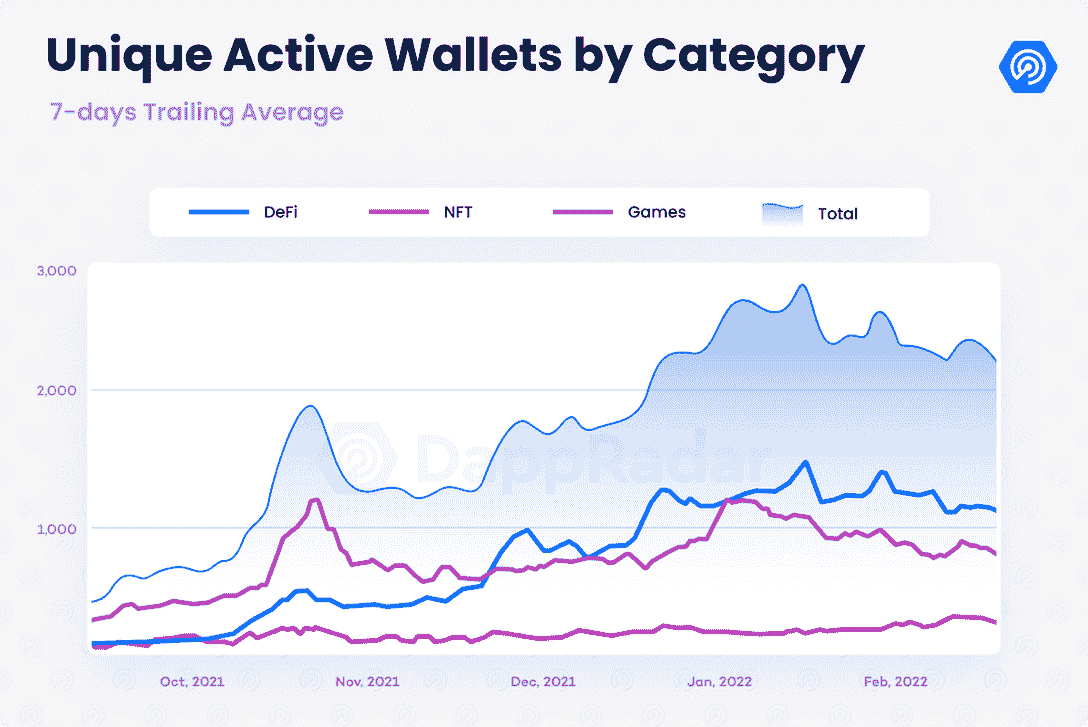 Unique Active Wallets by Category
7-days Trailing Average
DeFi NFT Games Total
3,000
2,000
1,000
DappRadar
Oct, 2021 Nov, 2021 Dec, 2021 Jan, 2022 Feb, 2022